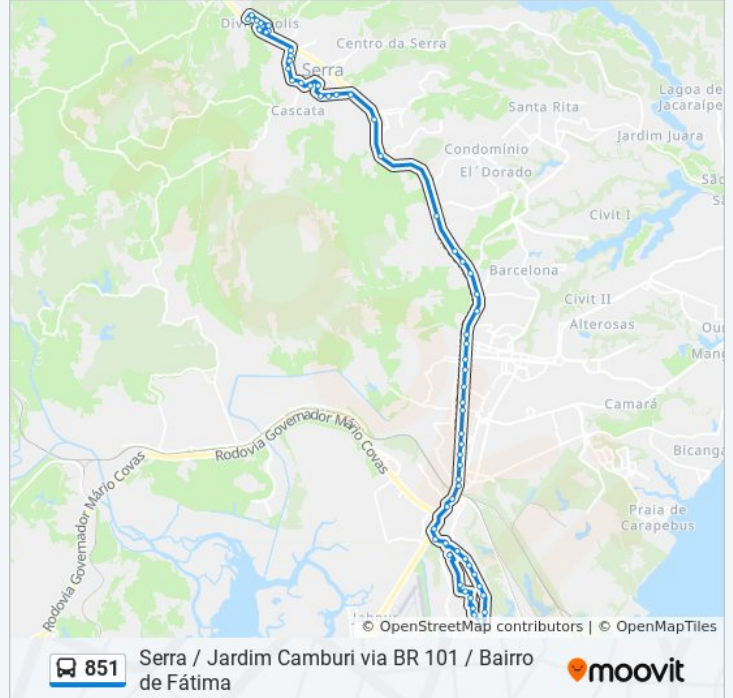 Divinópolis
Centro da Serra
Serra
Lagoa de
Jacaraípe
Cascata
Santa Rita
Jardim Juara
Condomínio
El´Dorado
Civit I
Barcelona
Civit II
Alterosas
Camará
Rodovia Governador Mário Covas
Rodovia Governador Mário Covas
Praia de
Carapebus
© OpenStreetMap contributors | © OpenMapTiles
851
Serra / Jardim Camburi via BR 101 / Bairro
de Fátima
moovit